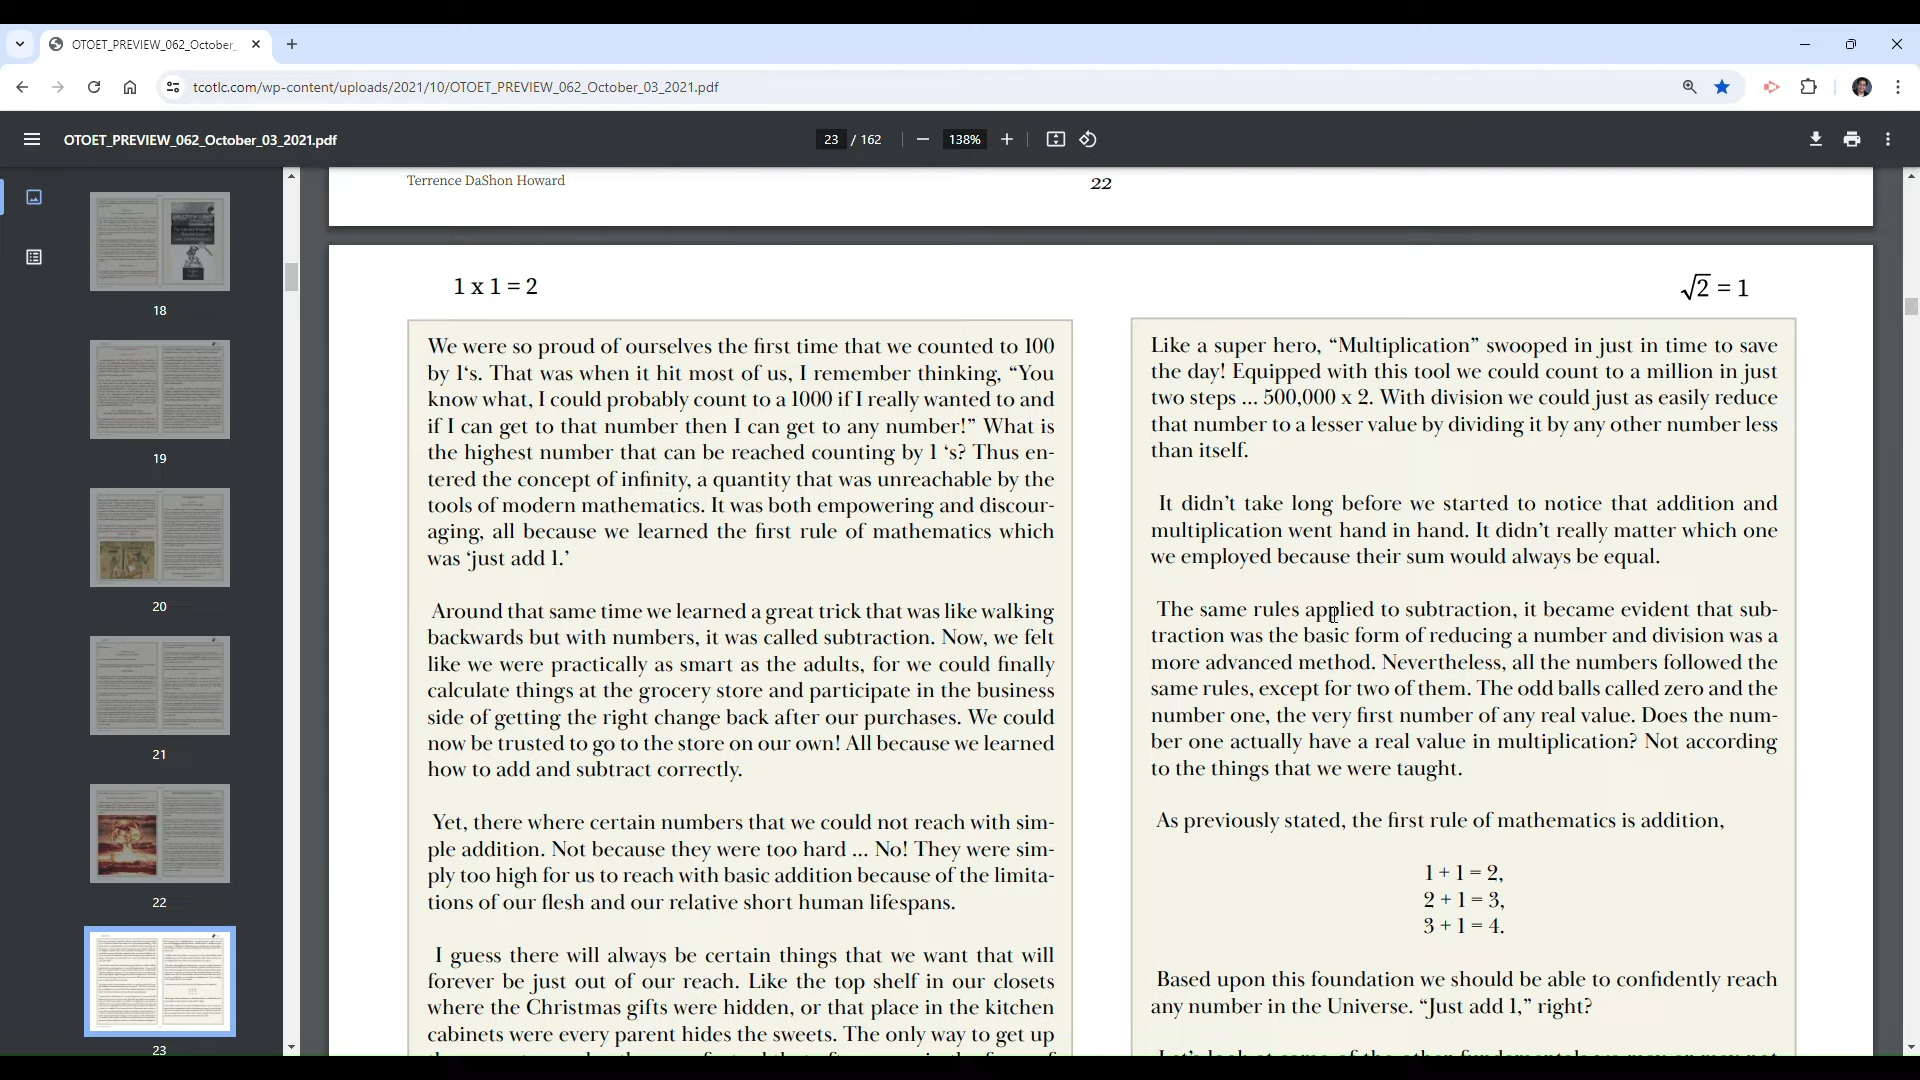 OTOET_PREVIEW_062_October_
tcotlc.com/wp-content/uploads/2021/10/OTOET_PREVIEW_062_October_03_2021.pdf
OTOET_PREVIEW_062_October_03_2021.pdf
23 / 162
138%
18
19
20
21
22
23
Terrence DaShon Howard
22
1 x 1 = 2
We were so proud of ourselves the first time that we counted to 100
by 1‘s. That was when it hit most of us, I remember thinking, “You
know what, I could probably count to a 1000 if I really wanted to and
if I can get to that number then I can get to any number!” What is
the highest number that can be reached counting by 1 ‘s? Thus en-
tered the concept of infinity, a quantity that was unreachable by the
tools of modern mathematics. It was both empowering and discour-
aging, all because we learned the first rule of mathematics which
was ‘just add 1.’
Around that same time we learned a great trick that was like walking
backwards but with numbers, it was called subtraction. Now, we felt
like we were practically as smart as the adults, for we could finally
calculate things at the grocery store and participate in the business
side of getting the right change back after our purchases. We could
now be trusted to go to the store on our own! All because we learned
how to add and subtract correctly.
Yet, there where certain numbers that we could not reach with sim-
ple addition. Not because they were too hard ... No! They were sim-
ply too high for us to reach with basic addition because of the limita-
tions of our flesh and our relative short human lifespans.
I guess there will always be certain things that we want that will
forever be just out of our reach. Like the top shelf in our closets
where the Christmas gifts were hidden, or that place in the kitchen
cabinets were every parent hides the sweets. The only way to get up
√2 = 1
Like a super hero, “Multiplication” swooped in just in time to save
the day! Equipped with this tool we could count to a million in just
two steps ... 500,000 x 2. With division we could just as easily reduce
that number to a lesser value by dividing it by any other number less
than itself.
It didn’t take long before we started to notice that addition and
multiplication went hand in hand. It didn’t really matter which one
we employed because their sum would always be equal.
The same rules applied to subtraction, it became evident that sub-
traction was the basic form of reducing a number and division was a
more advanced method. Nevertheless, all the numbers followed the
same rules, except for two of them. The odd balls called zero and the
number one, the very first number of any real value. Does the num-
ber one actually have a real value in multiplication? Not according
to the things that we were taught.
As previously stated, the first rule of mathematics is addition,
1 + 1 = 2,
2 + 1 = 3,
3 + 1 = 4.
Based upon this foundation we should be able to confidently reach
any number in the Universe. “Just add 1,” right?